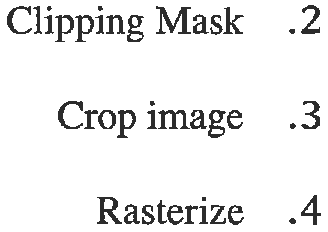 Clipping Mask .2
Crop image .3
Rasterize .4